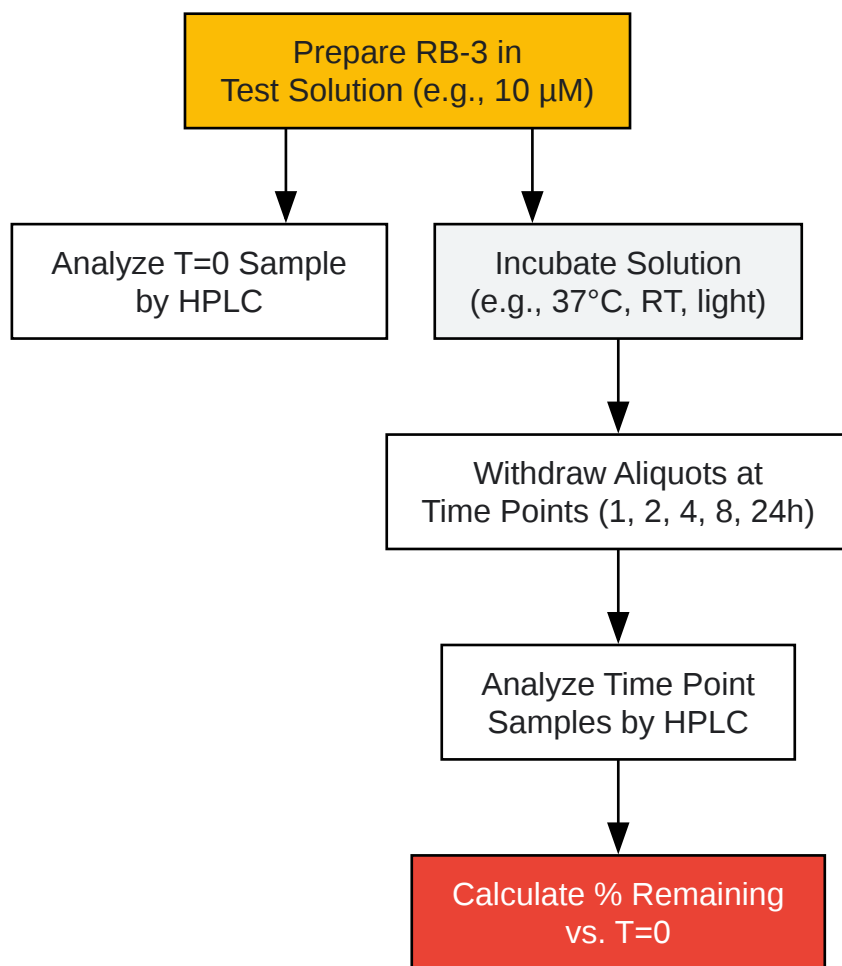 Prepare RB-3 in
Test Solution (e.g., 10 µM)
Analyze T=0 Sample
by HPLC
Incubate Solution
(e.g., 37°C, RT, light)
Withdraw Aliquots at
Time Points (1, 2, 4, 8, 24h)
Analyze Time Point
Samples by HPLC
Calculate % Remaining
vs. T=0